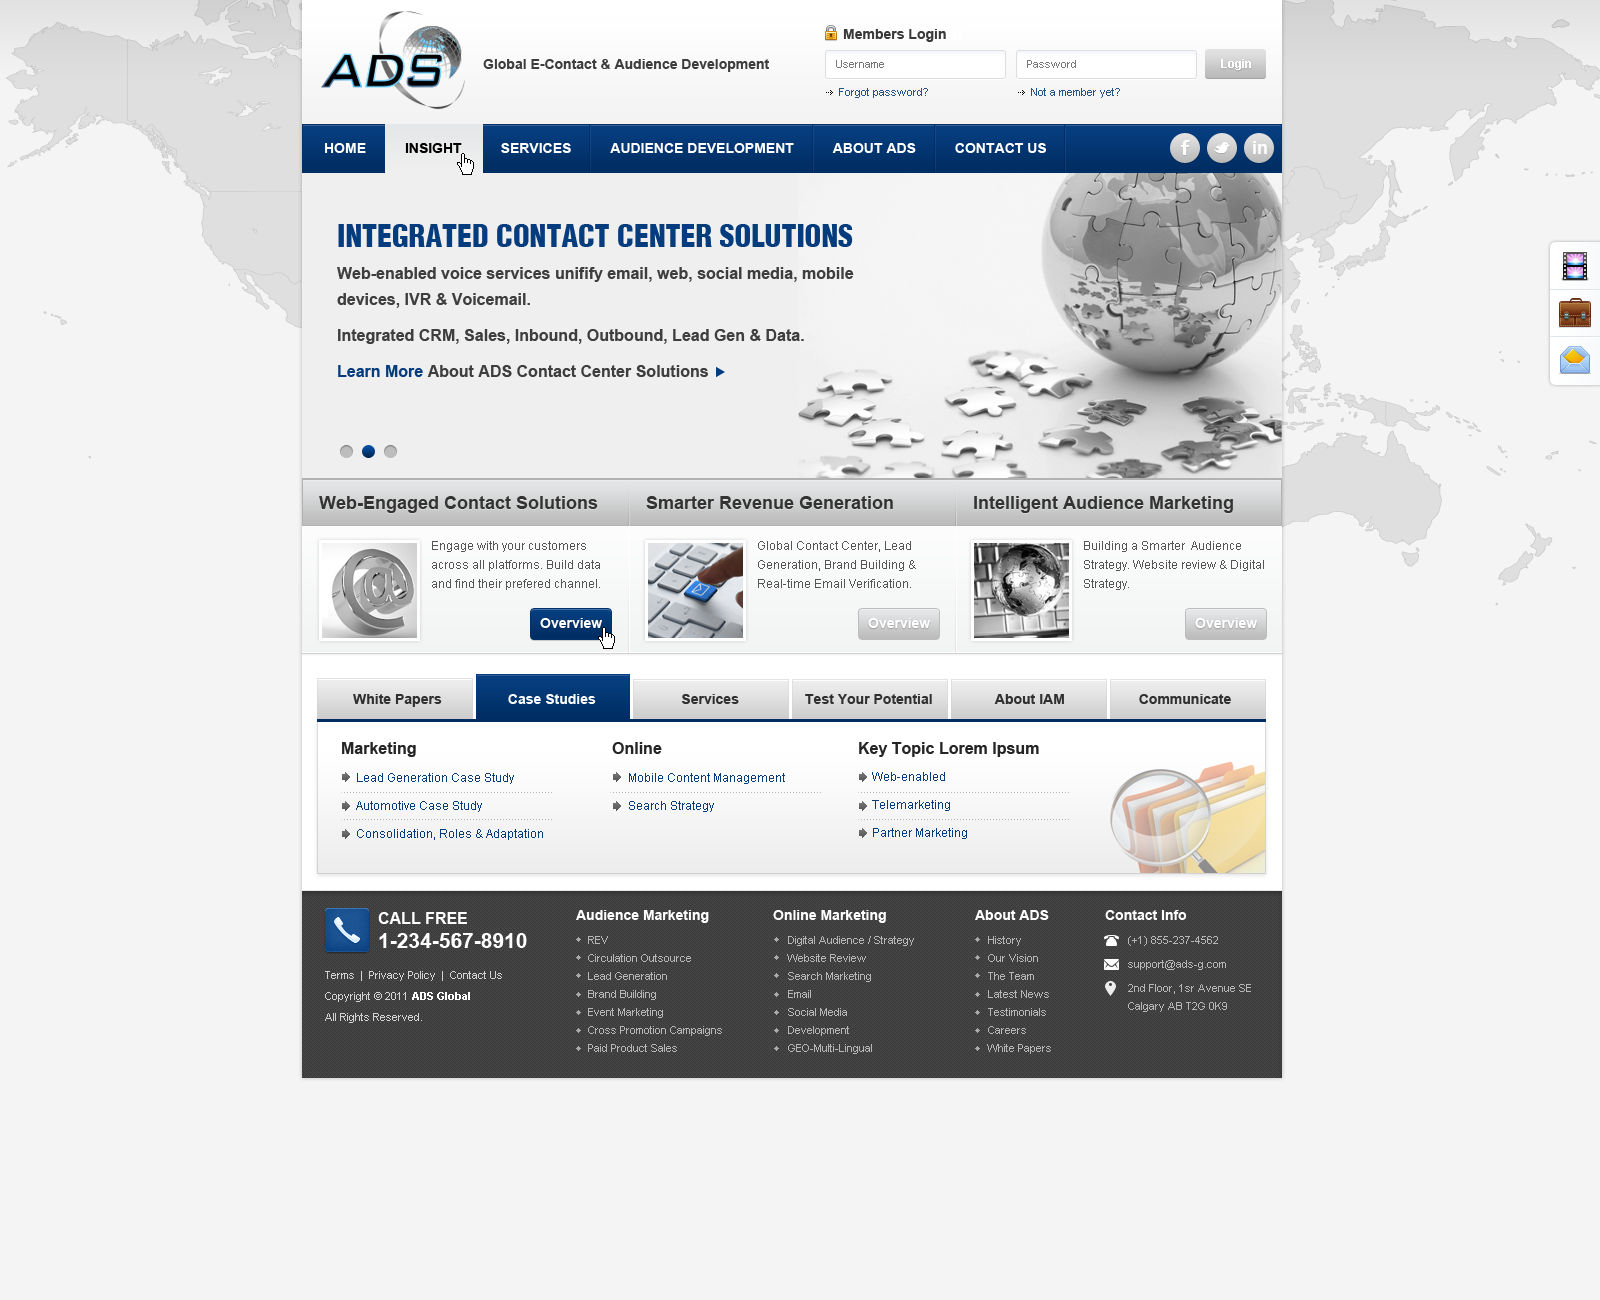 ADS
Global E-Contact & Audience Development
Members Login
Username
Password
Login
Forgot password?
Not a member yet?
HOME
INSIGHT
SERVICES
AUDIENCE DEVELOPMENT
ABOUT ADS
CONTACT US
f
in
INTEGRATED CONTACT CENTER SOLUTIONS
Web-enabled voice services unifify email, web, social media, mobile
devices, IVR & Voicemail.
Integrated CRM, Sales, Inbound, Outbound, Lead Gen & Data.
Learn More About ADS Contact Center Solutions
Web-Engaged Contact Solutions
Engage with your customers
across all platforms. Build data
and find their prefered channel.
Overview
Smarter Revenue Generation
Global Contact Center, Lead
Generation, Brand Building &
Real-time Email Verification.
Overview
Intelligent Audience Marketing
Building a Smarter Audience
Strategy. Website review & Digital
Strategy.
Overview
White Papers
Case Studies
Services
Test Your Potential
About IAM
Communicate
Marketing
Lead Generation Case Study
Automotive Case Study
Consolidation, Roles & Adaptation
Online
Mobile Content Management
Search Strategy
Key Topic Lorem Ipsum
Web-enabled
Telemarketing
Partner Marketing
CALL FREE
1-234-567-8910
Terms | Privacy Policy | Contact Us
Copyright © 2011 ADS Global
All Rights Reserved.
Audience Marketing
REV
Circulation Outsource
Lead Generation
Brand Building
Event Marketing
Cross Promotion Campaigns
Paid Product Sales
Online Marketing
Digital Audience / Strategy
Website Review
Search Marketing
Email
Social Media
Development
GEO-Multi-Lingual
About ADS
History
Our Vision
The Team
Latest News
Testimonials
Careers
White Papers
Contact Info
(+1) 855-237-4562
support@ads-g.com
2nd Floor, 1sr Avenue SE
Calgary AB T2G 0K9